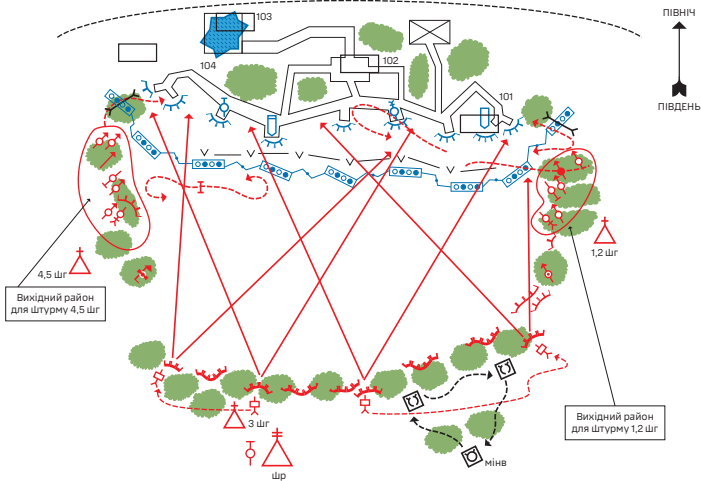 ПІВНІЧ
ПІВДЕНЬ
103
104
102
101
4,5 шг
1,2 шг
Вихідний район
для штурму 4,5 шг
Вихідний район
для штурму 1,2 шг
3 шг
шр
мінв